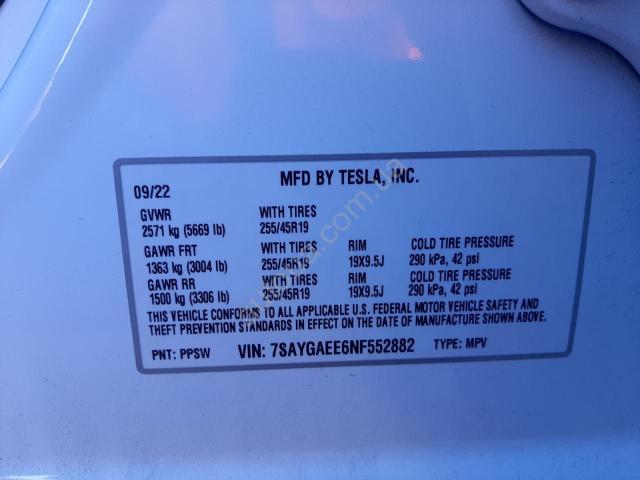 MFD BY TESLA, INC.
09/22
GVWR WITH TIRES
2571 kg (5669 lb) 255/45R19
GAWR FRT WITH TIRES RIM COLD TIRE PRESSURE
1363 kg (3004 lb) 255/45R19 19X9.5J 290 kPa, 42 psi
GAWR RR WITH TIRES RIM COLD TIRE PRESSURE
1500 kg (3306 lb) 255/45R19 19X9.5J 290 kPa, 42 psi
THIS VEHICLE CONFORMS TO ALL APPLICABLE U.S. FEDERAL MOTOR VEHICLE SAFETY AND
THEFT PREVENTION STANDARDS IN EFFECT ON THE DATE OF MANUFACTURE SHOWN ABOVE.
PNT: PPSW VIN: 7SAYGAEE6NF552882 TYPE: MPV